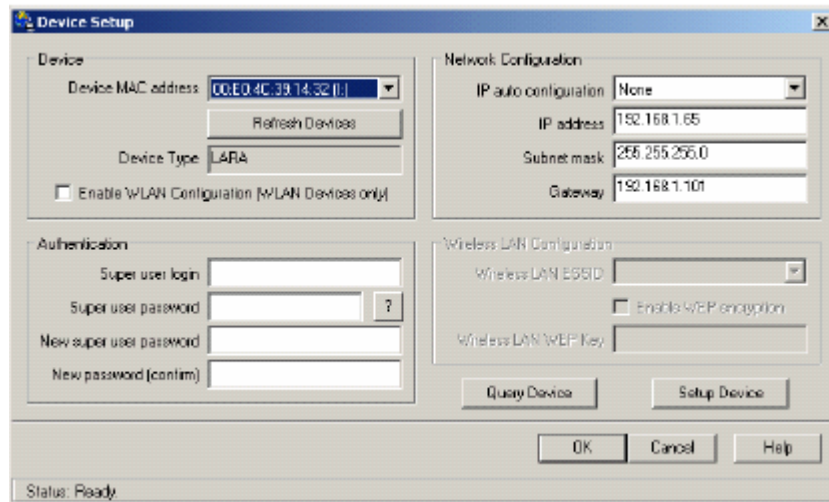 Device Setup
Device
Device MAC address 00:E0:4C:39:14:32 (I:)
Refresh Devices
Device Type LARA
Enable WLAN Configuration (WLAN Devices only)
Network Configuration
IP auto configuration None
IP address 192.168.1.65
Subnet mask 255.255.255.0
Gateway 192.168.1.101
Authentication
Super user login
Super user password ?
New super user password
New password (confirm)
Wireless LAN Configuration
Wireless LAN ESSID
Enable WEP encryption
Wireless LAN WEP Key
Query Device Setup Device
OK Cancel Help
Status: Ready.